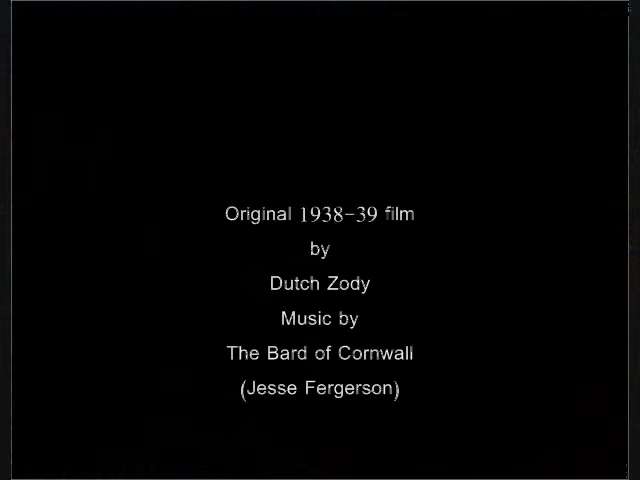 Original 1938-39 film
by
Dutch Zody
Music by
The Bard of Cornwall
(Jesse Fergerson)